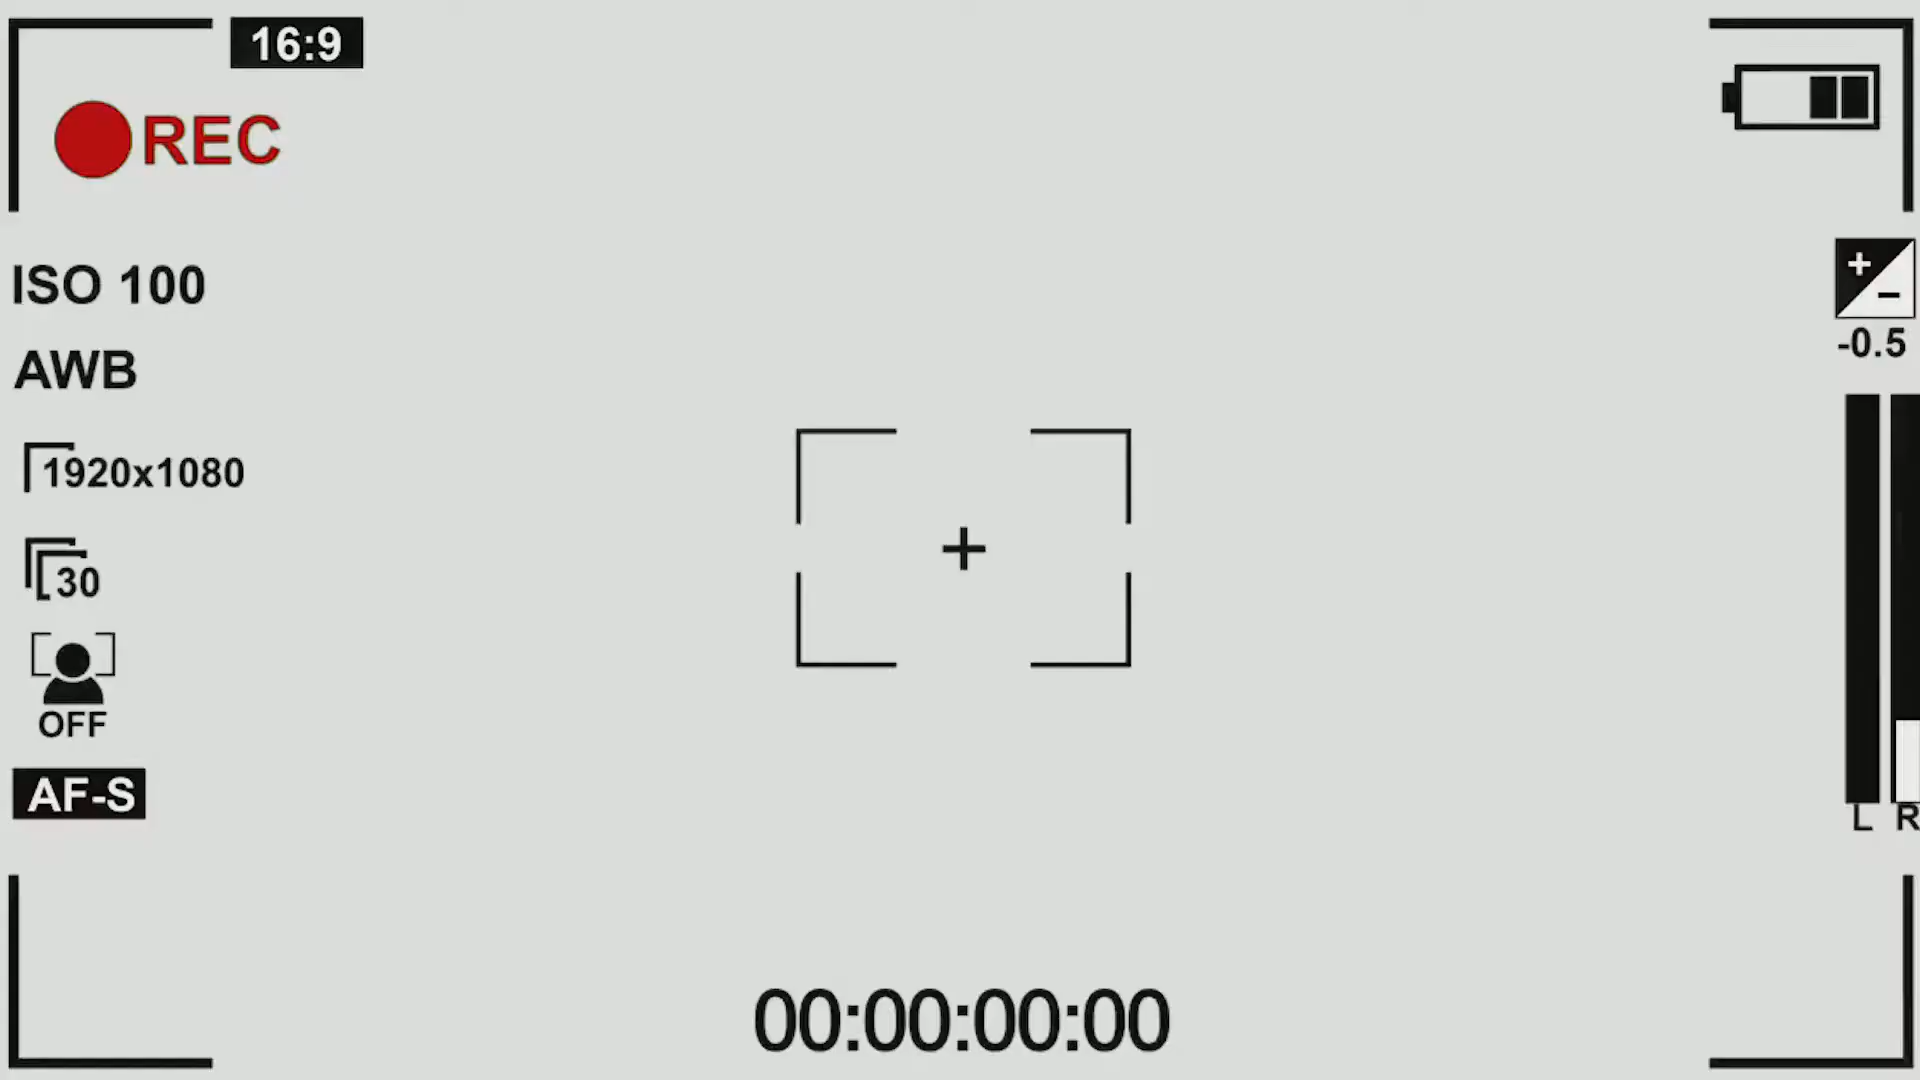 16:9
REC
ISO 100
AWB
1920x1080
30
OFF
AF-S
+
-
-0.5
L R
00:00:00:00